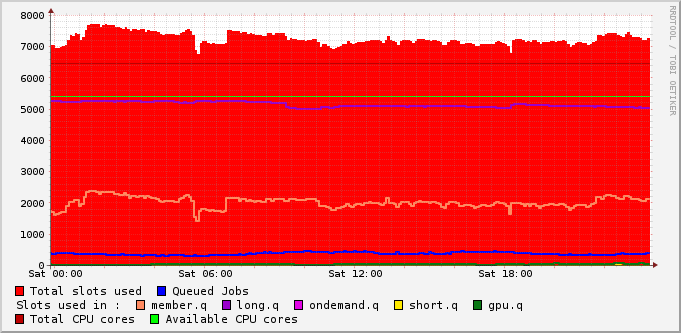 RRDTOOL / TOBI OETIKER
8000
7000
6000
5000
4000
3000
2000
1000
0
Sat 00:00 Sat 06:00 Sat 12:00 Sat 18:00
Total slots used Queued Jobs
Slots used in : member.q long.q ondemand.q short.q gpu.q
Total CPU cores Available CPU cores